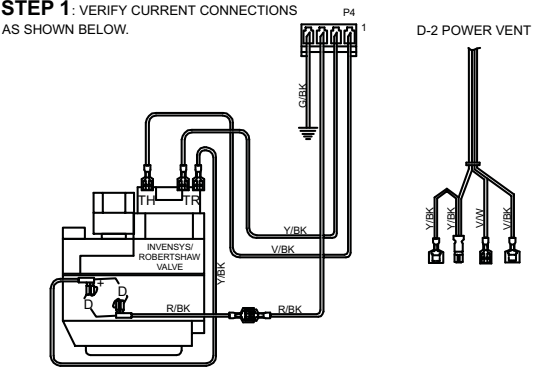 STEP 1: VERIFY CURRENT CONNECTIONS
AS SHOWN BELOW.
P4
1
D-2 POWER VENT
G/BK
TH
TR
Y/BK
V/BK
INVENSYS/
ROBERTSHAW
VALVE
Y/BK
+
D
D
R/BK
R/BK
Y/BK
Y/BK
V/W
V/BK